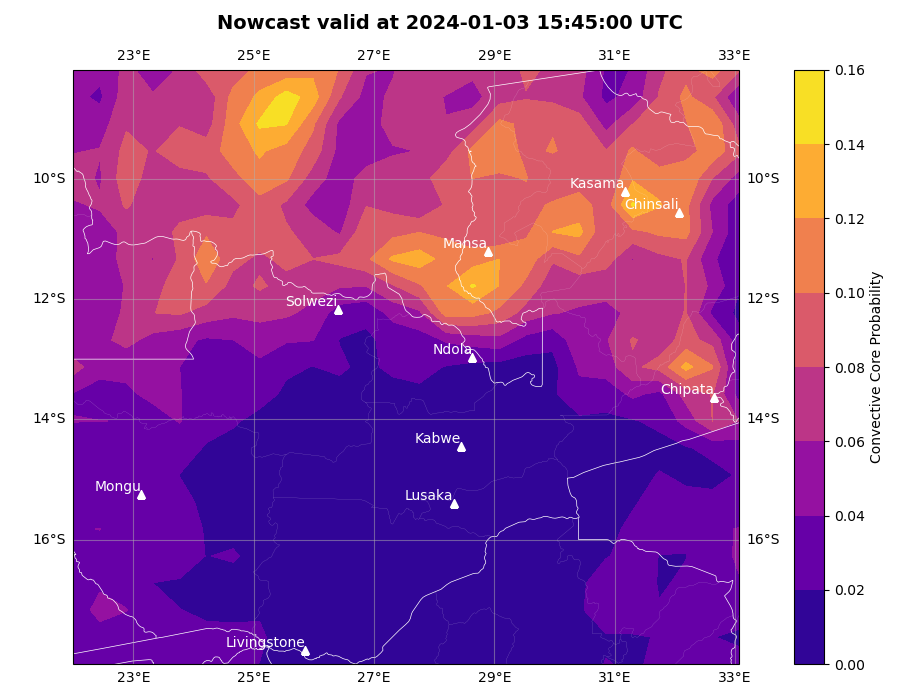 Nowcast valid at 2024-01-03 15:45:00 UTC
23°E 25°E 27°E 29°E 31°E 33°E
0.16
0.14
10°S Kasama 10°S
Chinsali
0.12
Mansa
0.10
12°S Solwezi 12°S
Ndola
0.08
Chipata
14°S 14°S
Kabwe
0.06
Mongu Lusaka
0.04
16°S 16°S
0.02
Livingstone
0.00
23°E 25°E 27°E 29°E 31°E 33°E
Convective Core Probability